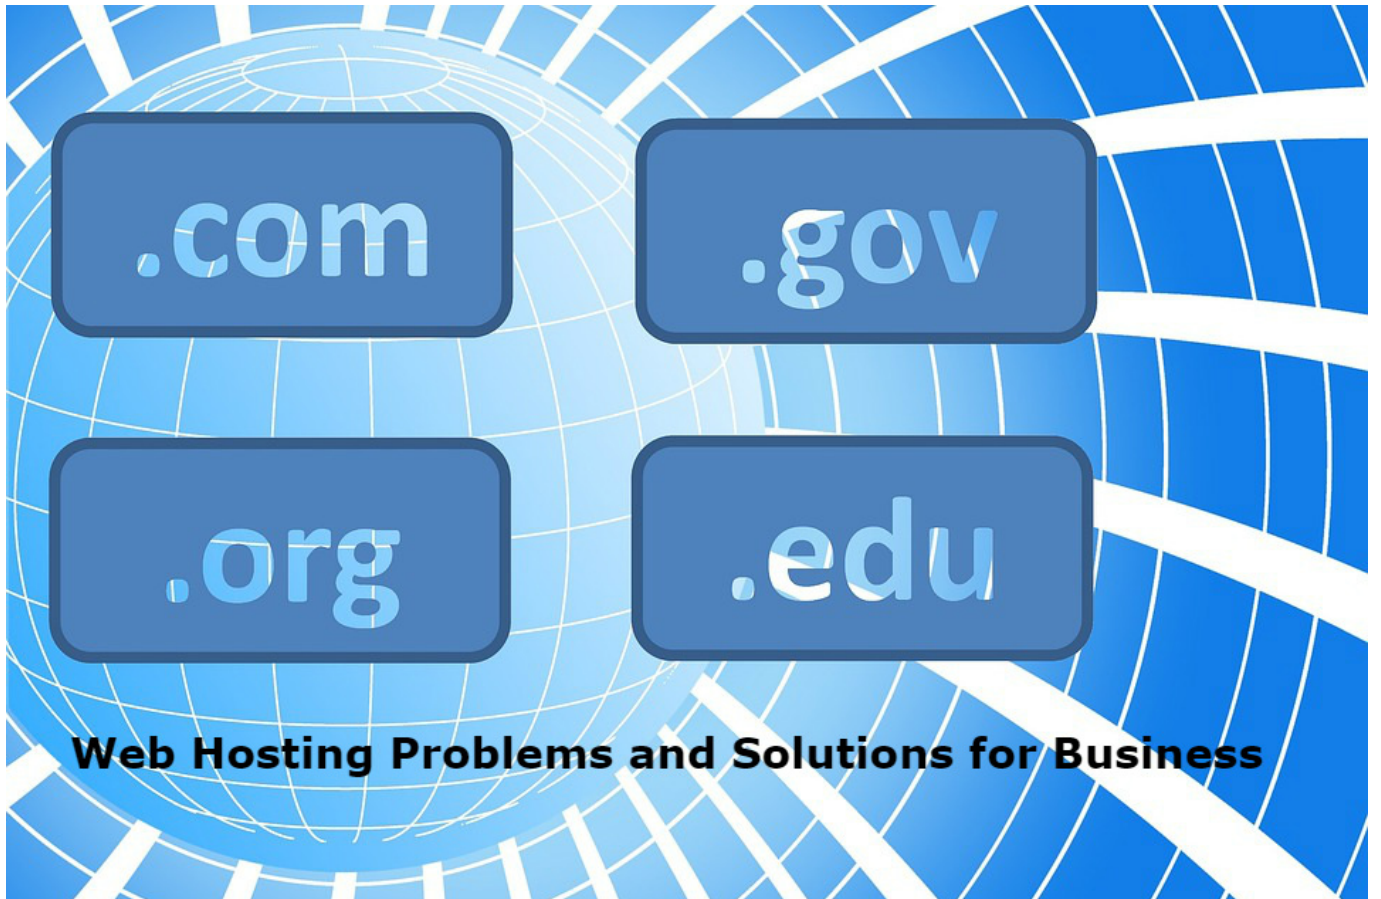 .com
.gov
.org
.edu
Web Hosting Problems and Solutions for Business